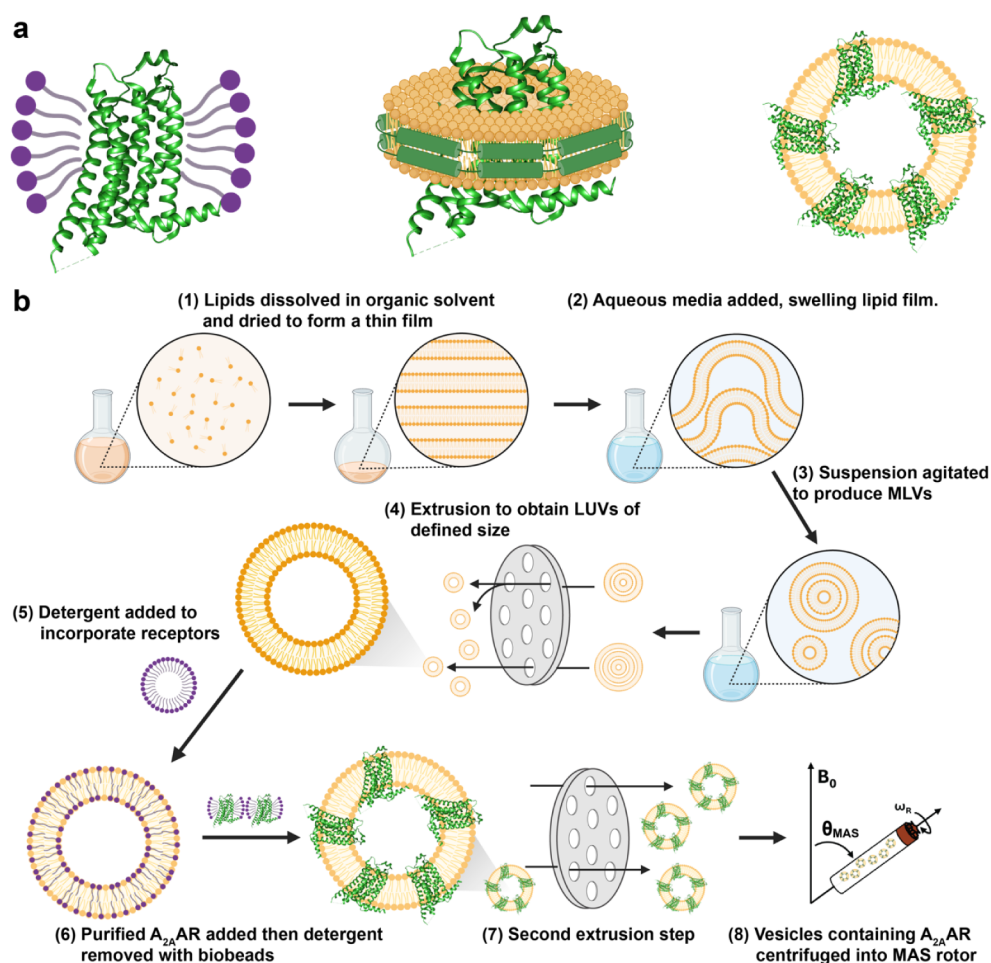 a
b
(1) Lipids dissolved in organic solvent
and dried to form a thin film
(2) Aqueous media added, swelling lipid film.
(3) Suspension agitated
to produce MLVs
(4) Extrusion to obtain LUVs of
defined size
(5) Detergent added to
incorporate receptors
B₀
ω_R
θ_MAS
(6) Purified A₂ₐAR added then detergent
removed with biobeads
(7) Second extrusion step
(8) Vesicles containing A₂ₐAR
centrifuged into MAS rotor